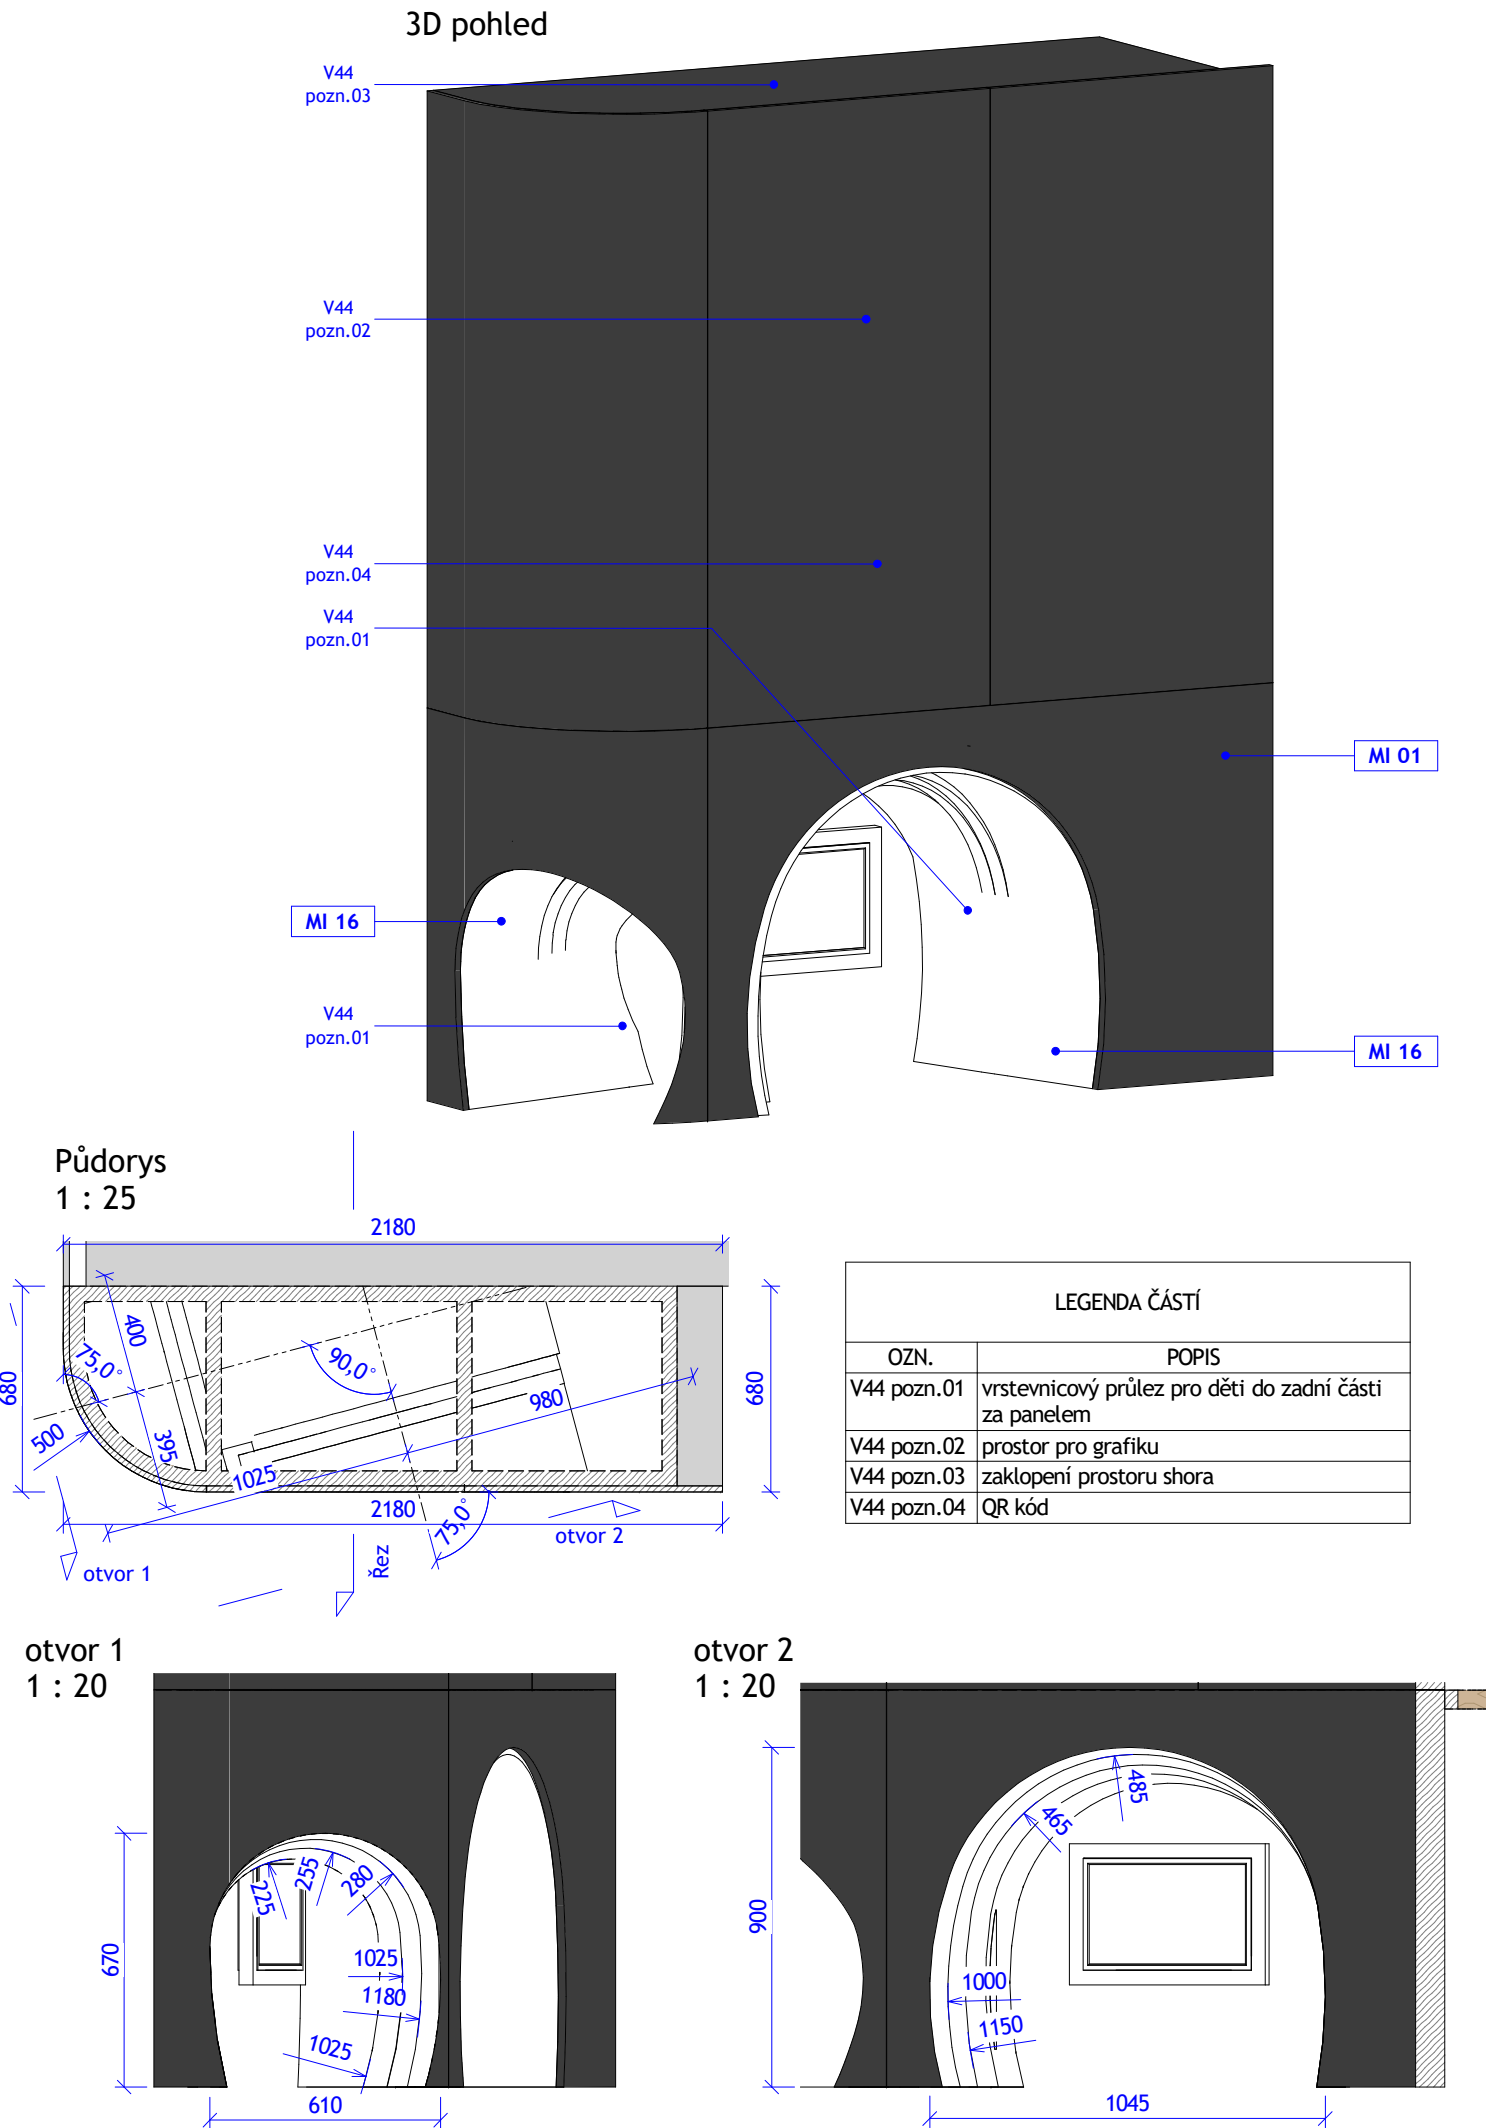 3D pohled
V44
pozn.03
V44
pozn.02
V44
pozn.04
V44
pozn.01
MI 01
MI 16
V44
pozn.01
MI 16
Půdorys
1 : 25
2180
680
400
75,0°
90,0°
980
680
500
395
1025
2180
75,0°
otvor 2
otvor 1
Řez
LEGENDA ČÁSTÍ
OZN. POPIS
V44 pozn.01 vrstevnicový průlez pro děti do zadní části
za panelem
V44 pozn.02 prostor pro grafiku
V44 pozn.03 zaklopení prostoru shora
V44 pozn.04 QR kód
otvor 1
1 : 20
670
225
255
280
1025
1180
1025
610
otvor 2
1 : 20
900
485
465
1000
1150
1045